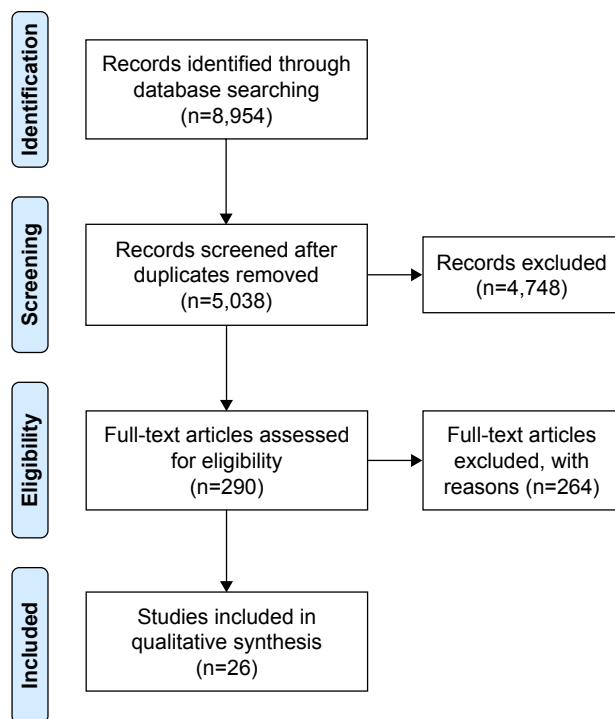 Identification
Records identified through
database searching
(n=8,954)
Screening
Records screened after
duplicates removed
(n=5,038)
Records excluded
(n=4,748)
Eligibility
Full-text articles assessed
for eligibility
(n=290)
Full-text articles
excluded, with
reasons (n=264)
Included
Studies included in
qualitative synthesis
(n=26)